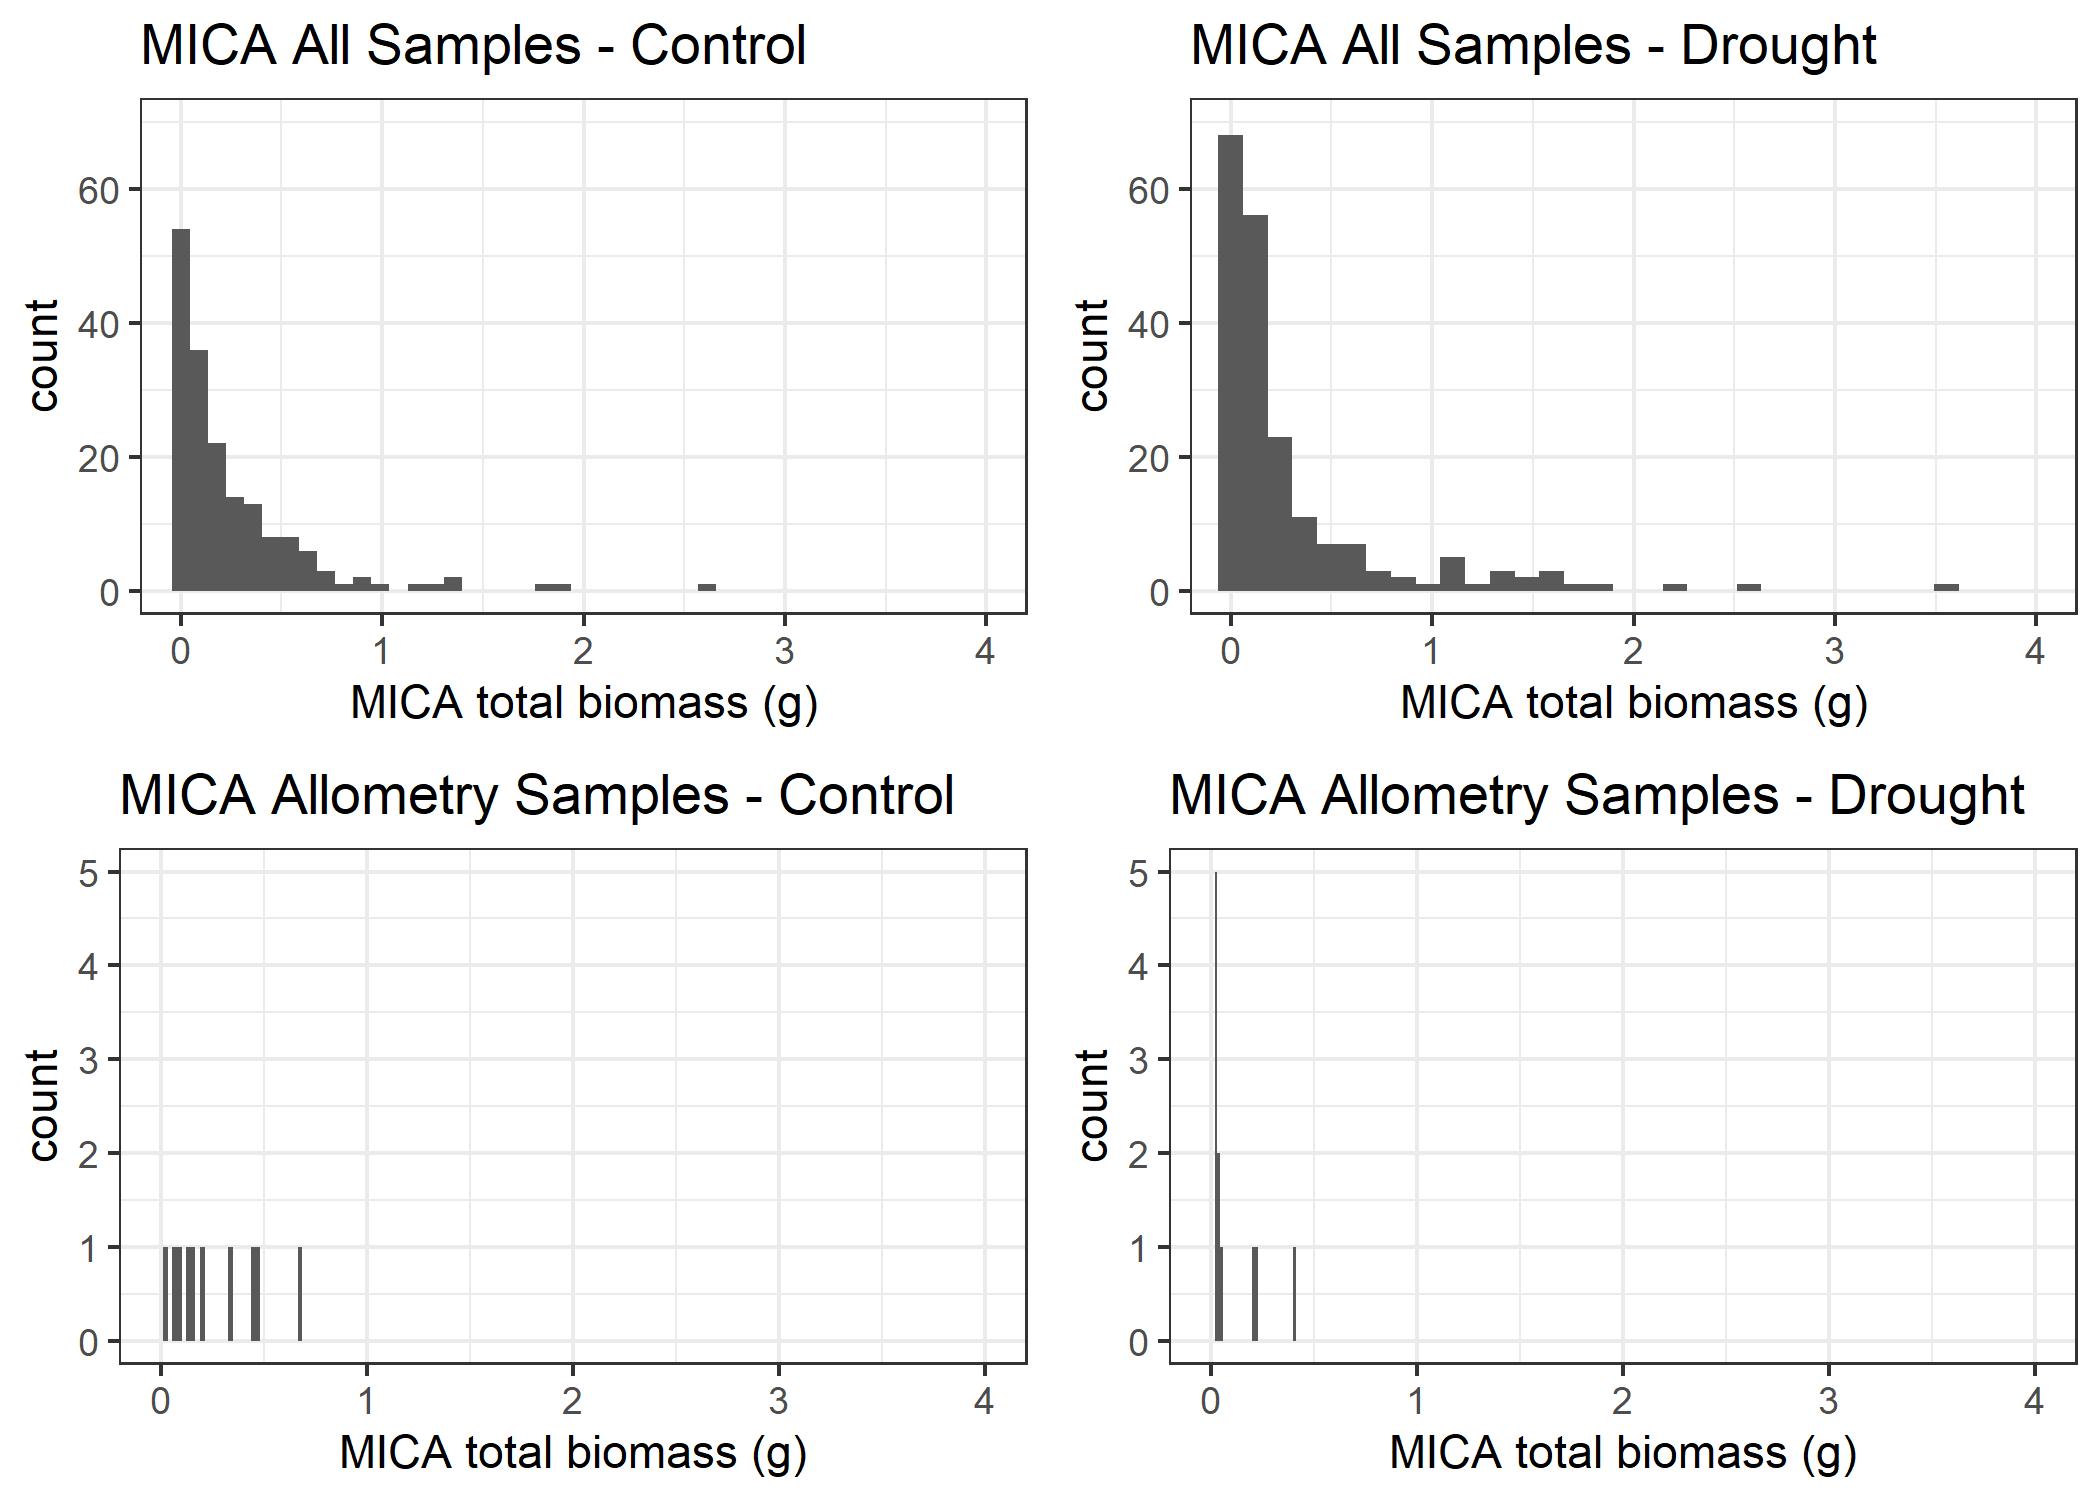 MICA All Samples - Control
60
40
20
0
count
0 1 2 3 4
MICA total biomass (g)
MICA All Samples - Drought
60
40
20
0
count
0 1 2 3 4
MICA total biomass (g)
MICA Allometry Samples - Control
5
4
3
2
1
0
count
0 1 2 3 4
MICA total biomass (g)
MICA Allometry Samples - Drought
5
4
3
2
1
0
count
0 1 2 3 4
MICA total biomass (g)